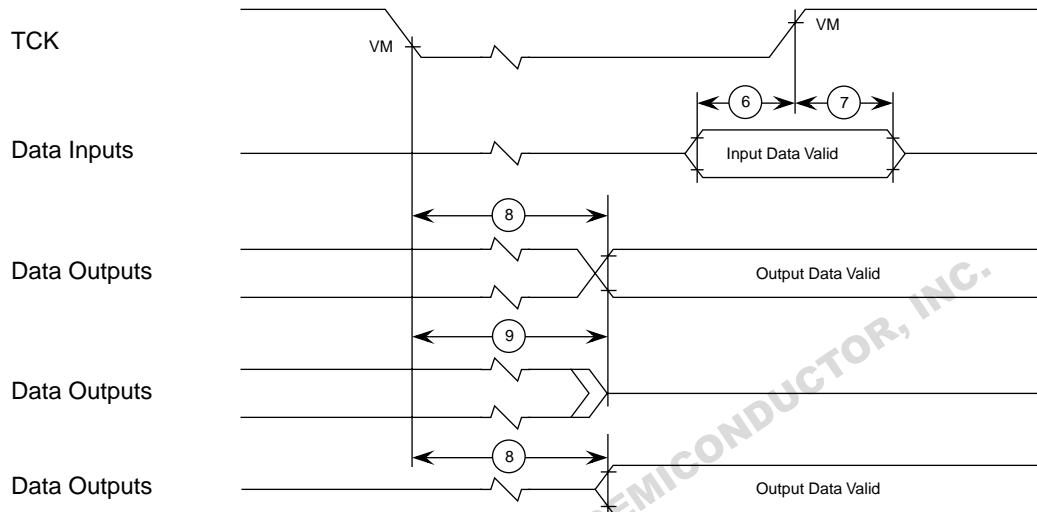 TCK
VM
VM
6
7
Data Inputs
Input Data Valid
8
Data Outputs
Output Data Valid
9
Data Outputs
8
Data Outputs
Output Data Valid
SEMICONDUCTOR, INC.